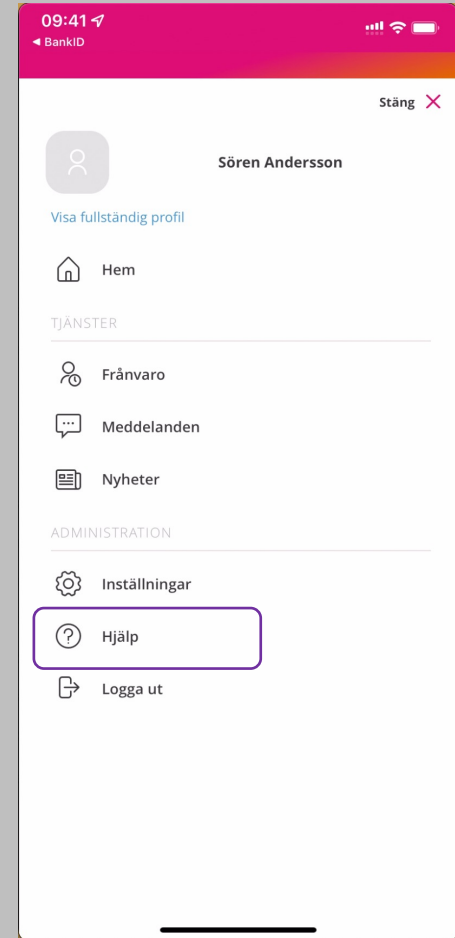 09:41
◀ BankID
Stäng
Sören Andersson
Visa fullständig profil
Hem
TJÄNSTER
Frånvaro
Meddelanden
Nyheter
ADMINISTRATION
Inställningar
Hjälp
Logga ut